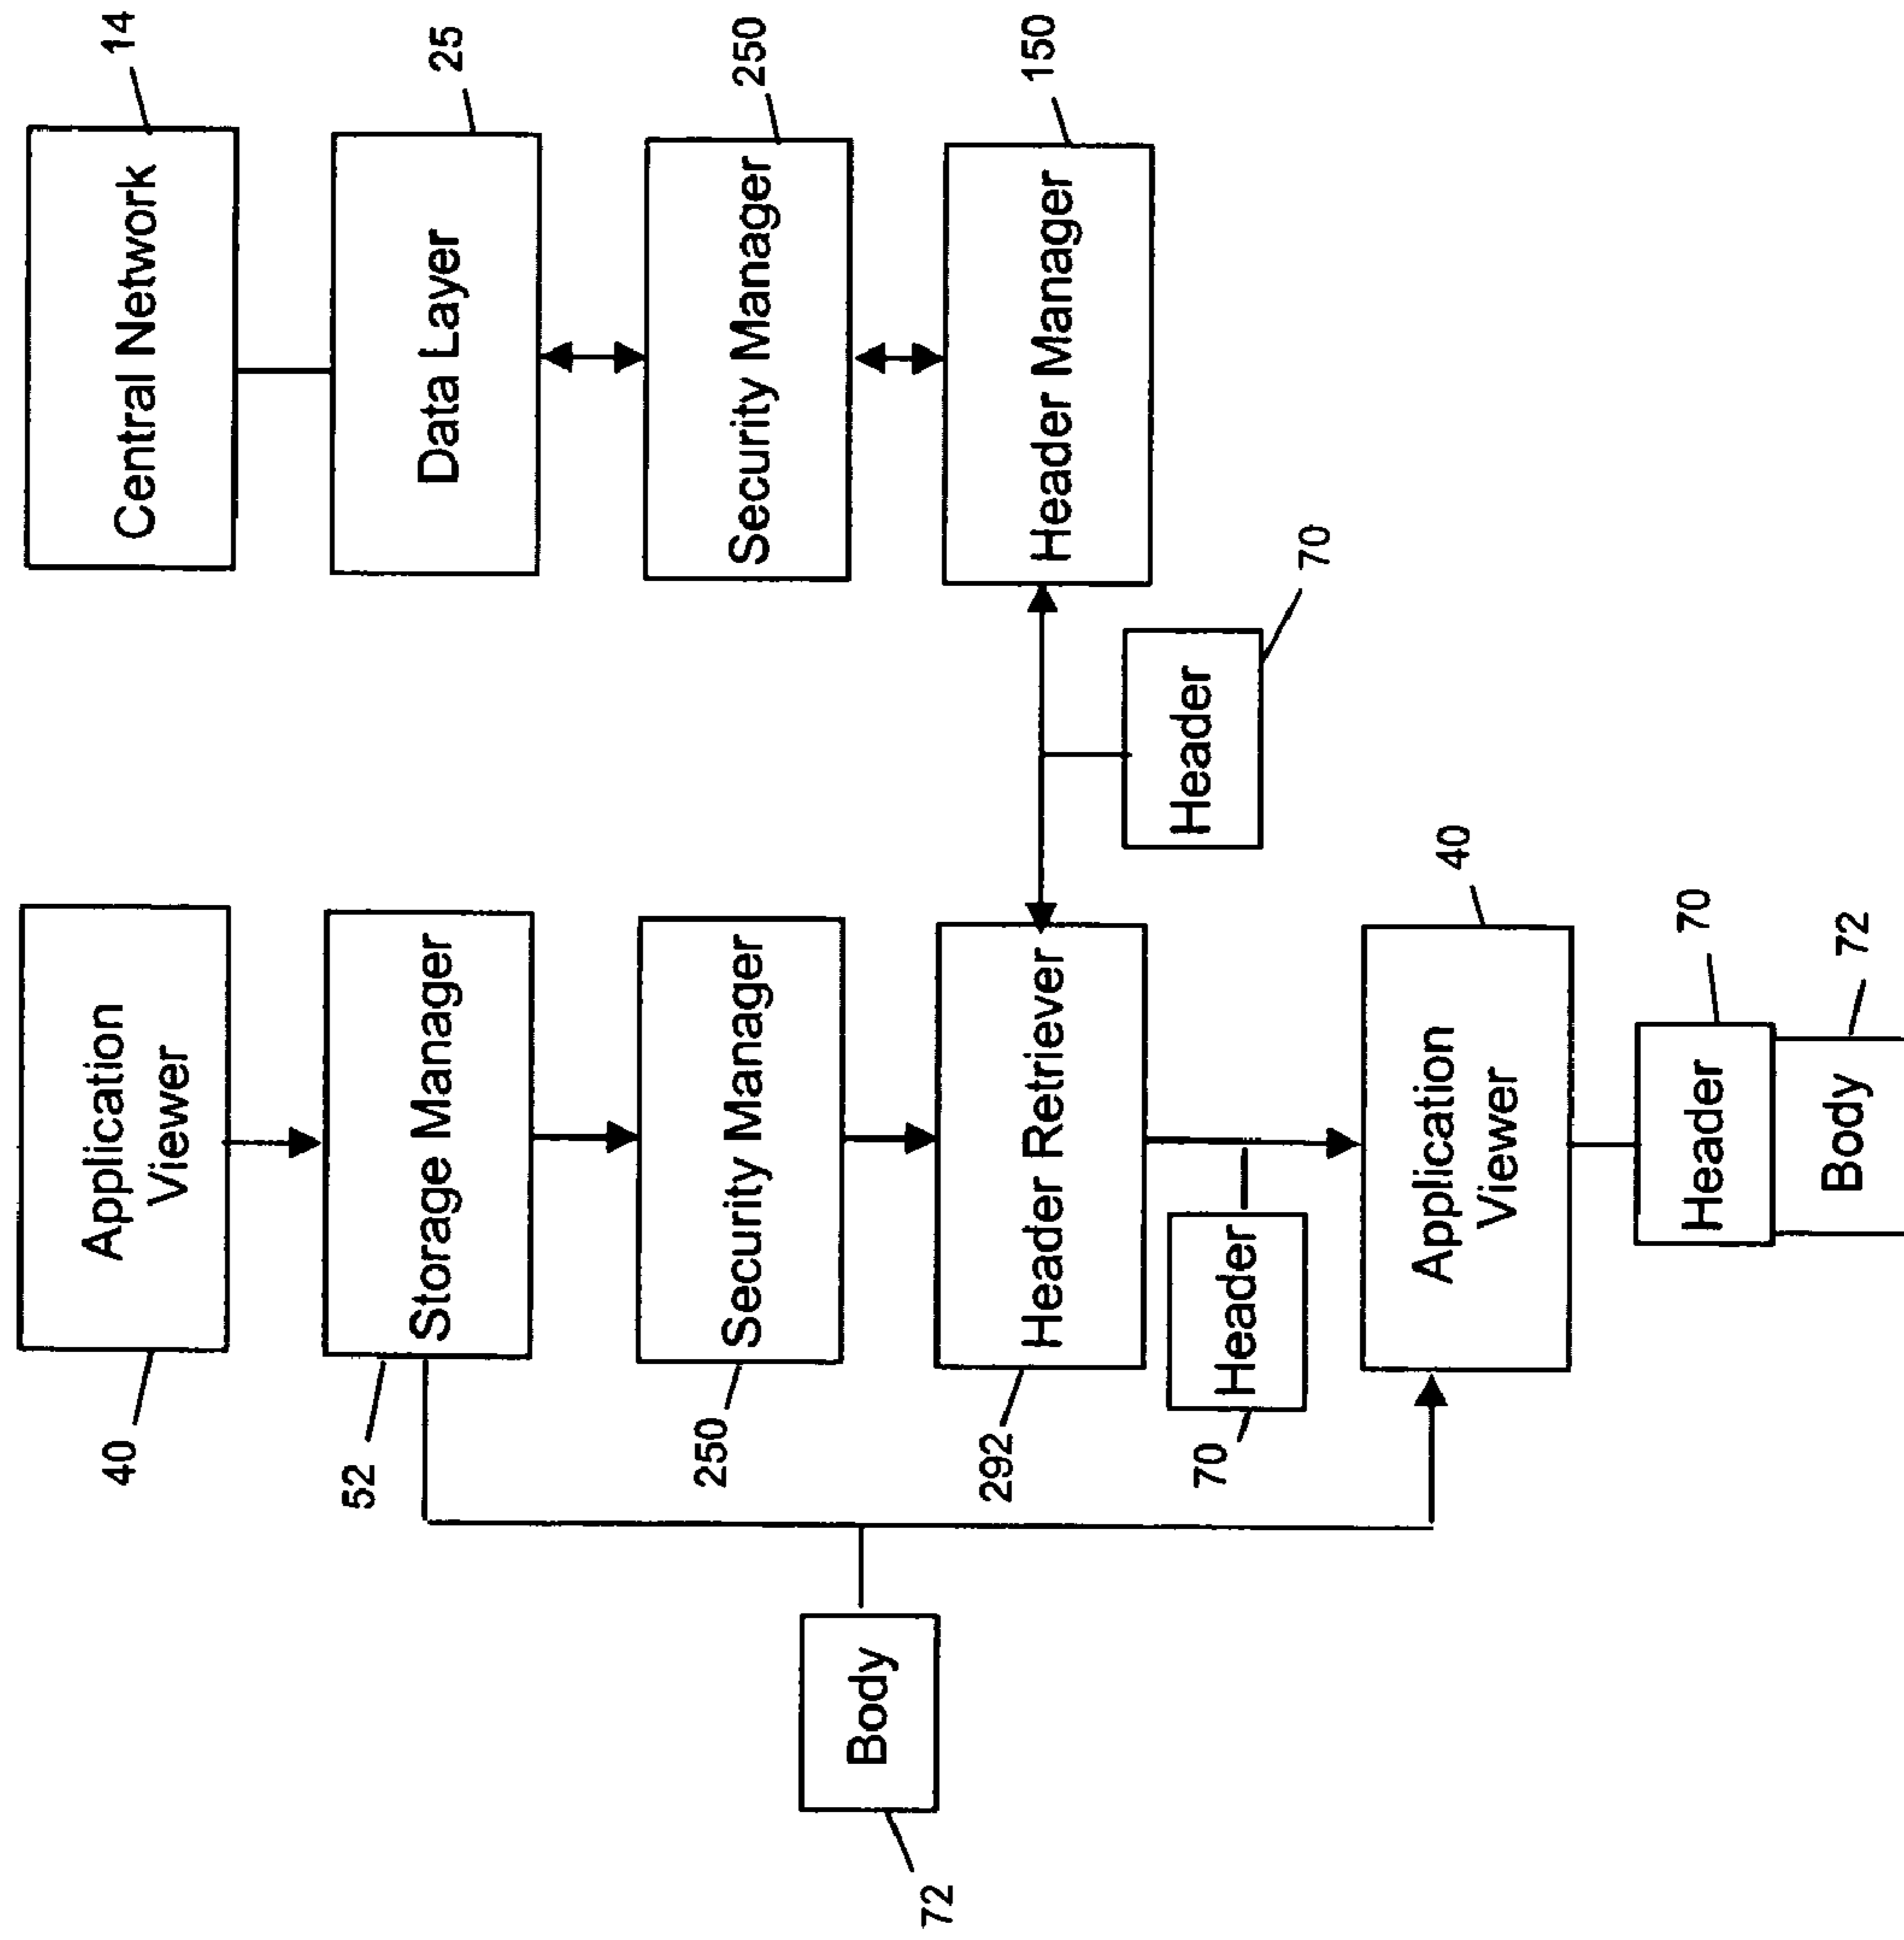 40
Application
Viewer
52
Storage Manager
250
Security Manager
292
Header Retriever
70
Header
72
Body
Application
Viewer
40
Header
70
Body
72
Central Network
14
Data Layer
25
Security Manager
250
Header Manager
150
Header
70